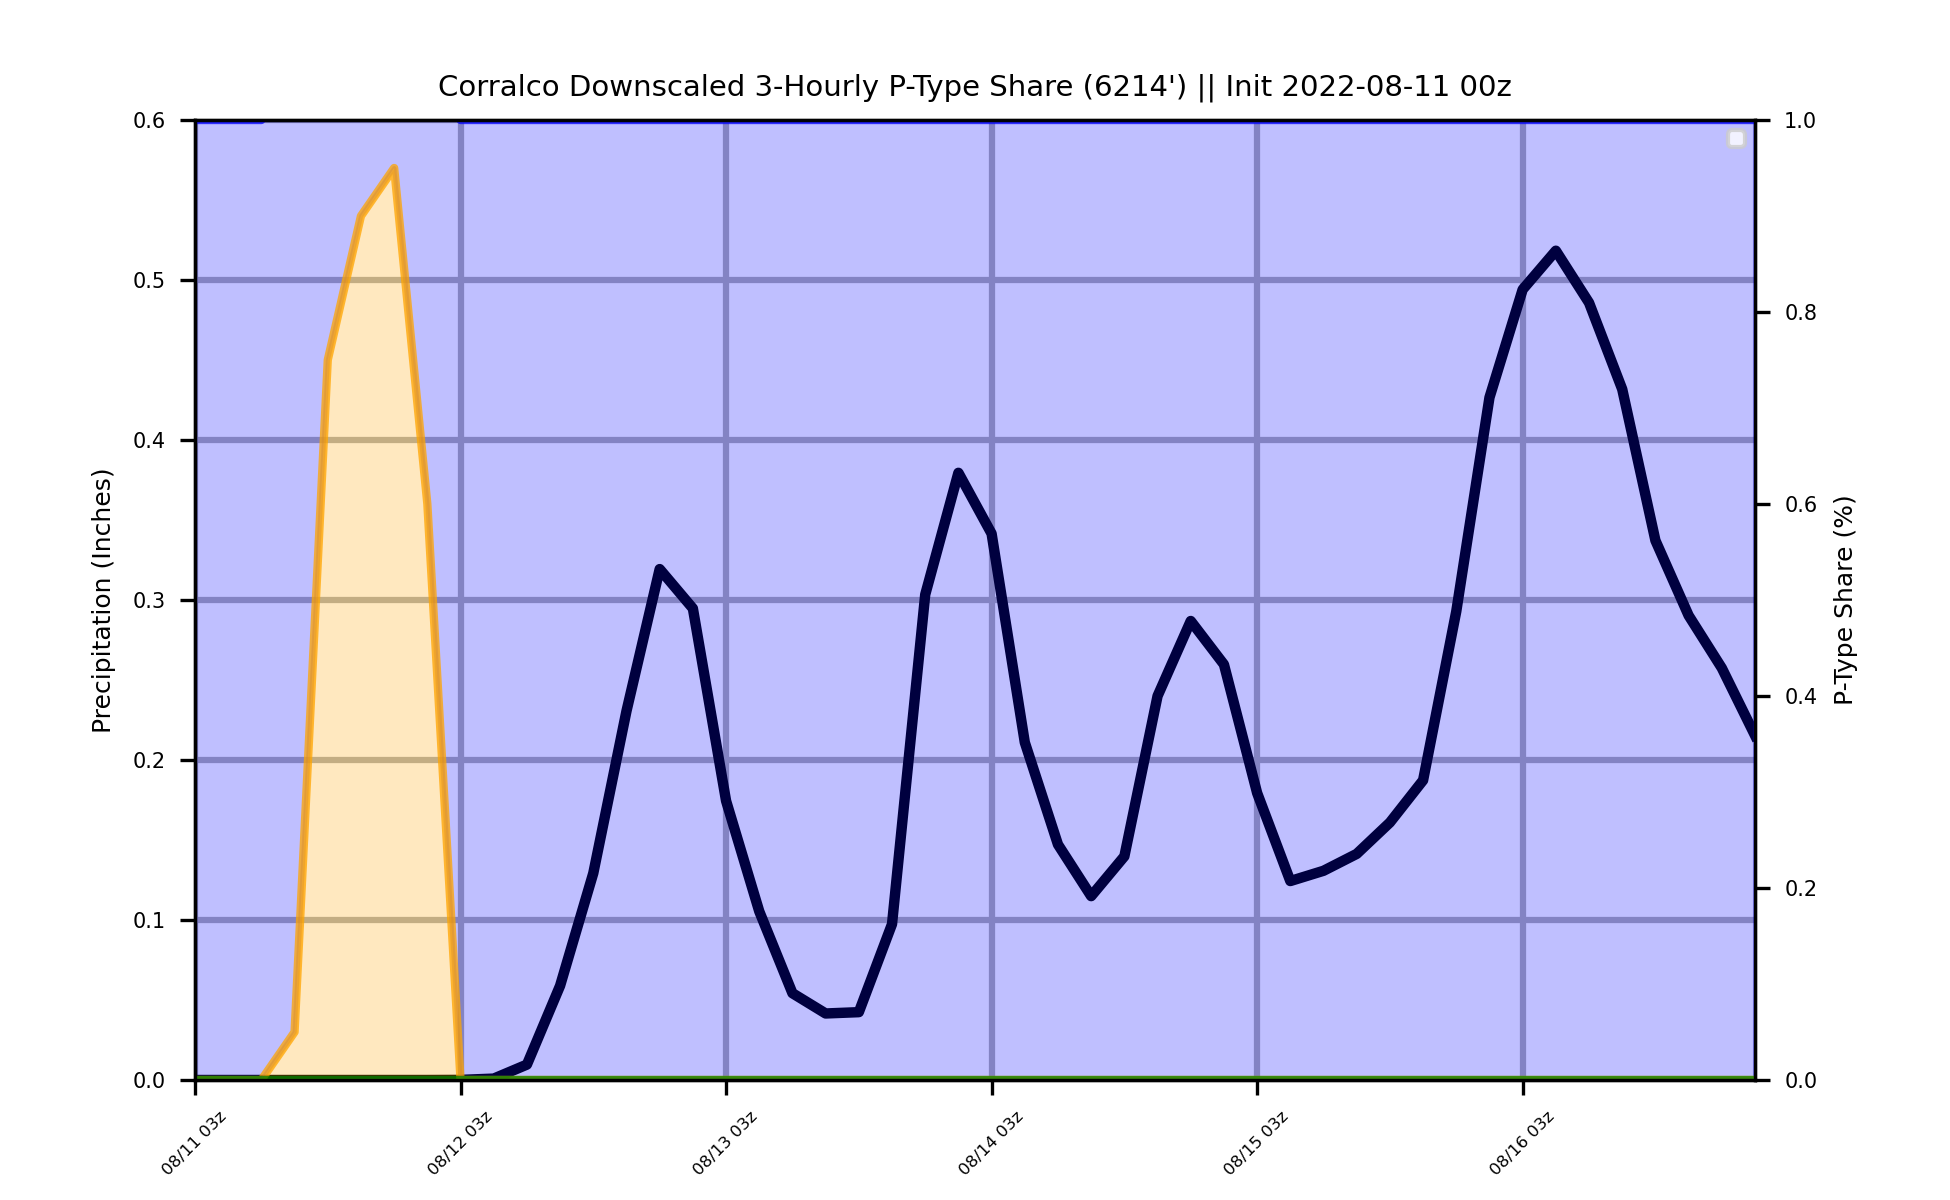 Corralco Downscaled 3-Hourly P-Type Share (6214') || Init 2022-08-11 00z
Precipitation (Inches)
0.6
0.5
0.4
0.3
0.2
0.1
0.0
1.0
0.8
0.6
0.4
0.2
0.0
P-Type Share (%)
08/11 03z
08/12 03z
08/13 03z
08/14 03z
08/15 03z
08/16 03z